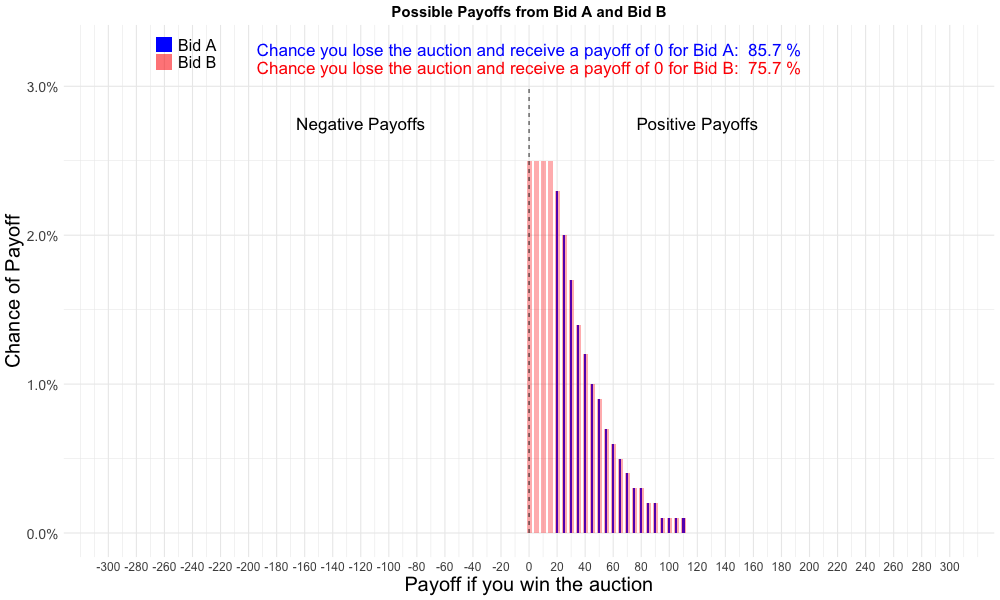 Possible Payoffs from Bid A and Bid B
Bid A
Bid B
Chance you lose the auction and receive a payoff of 0 for Bid A: 85.7 %
Chance you lose the auction and receive a payoff of 0 for Bid B: 75.7 %
Negative Payoffs
Positive Payoffs
Chance of Payoff
3.0%
2.0%
1.0%
0.0%
-300 -280 -260 -240 -220 -200 -180 -160 -140 -120 -100 -80 -60 -40 -20 0 20 40 60 80 100 120 140 160 180 200 220 240 260 280 300
Payoff if you win the auction